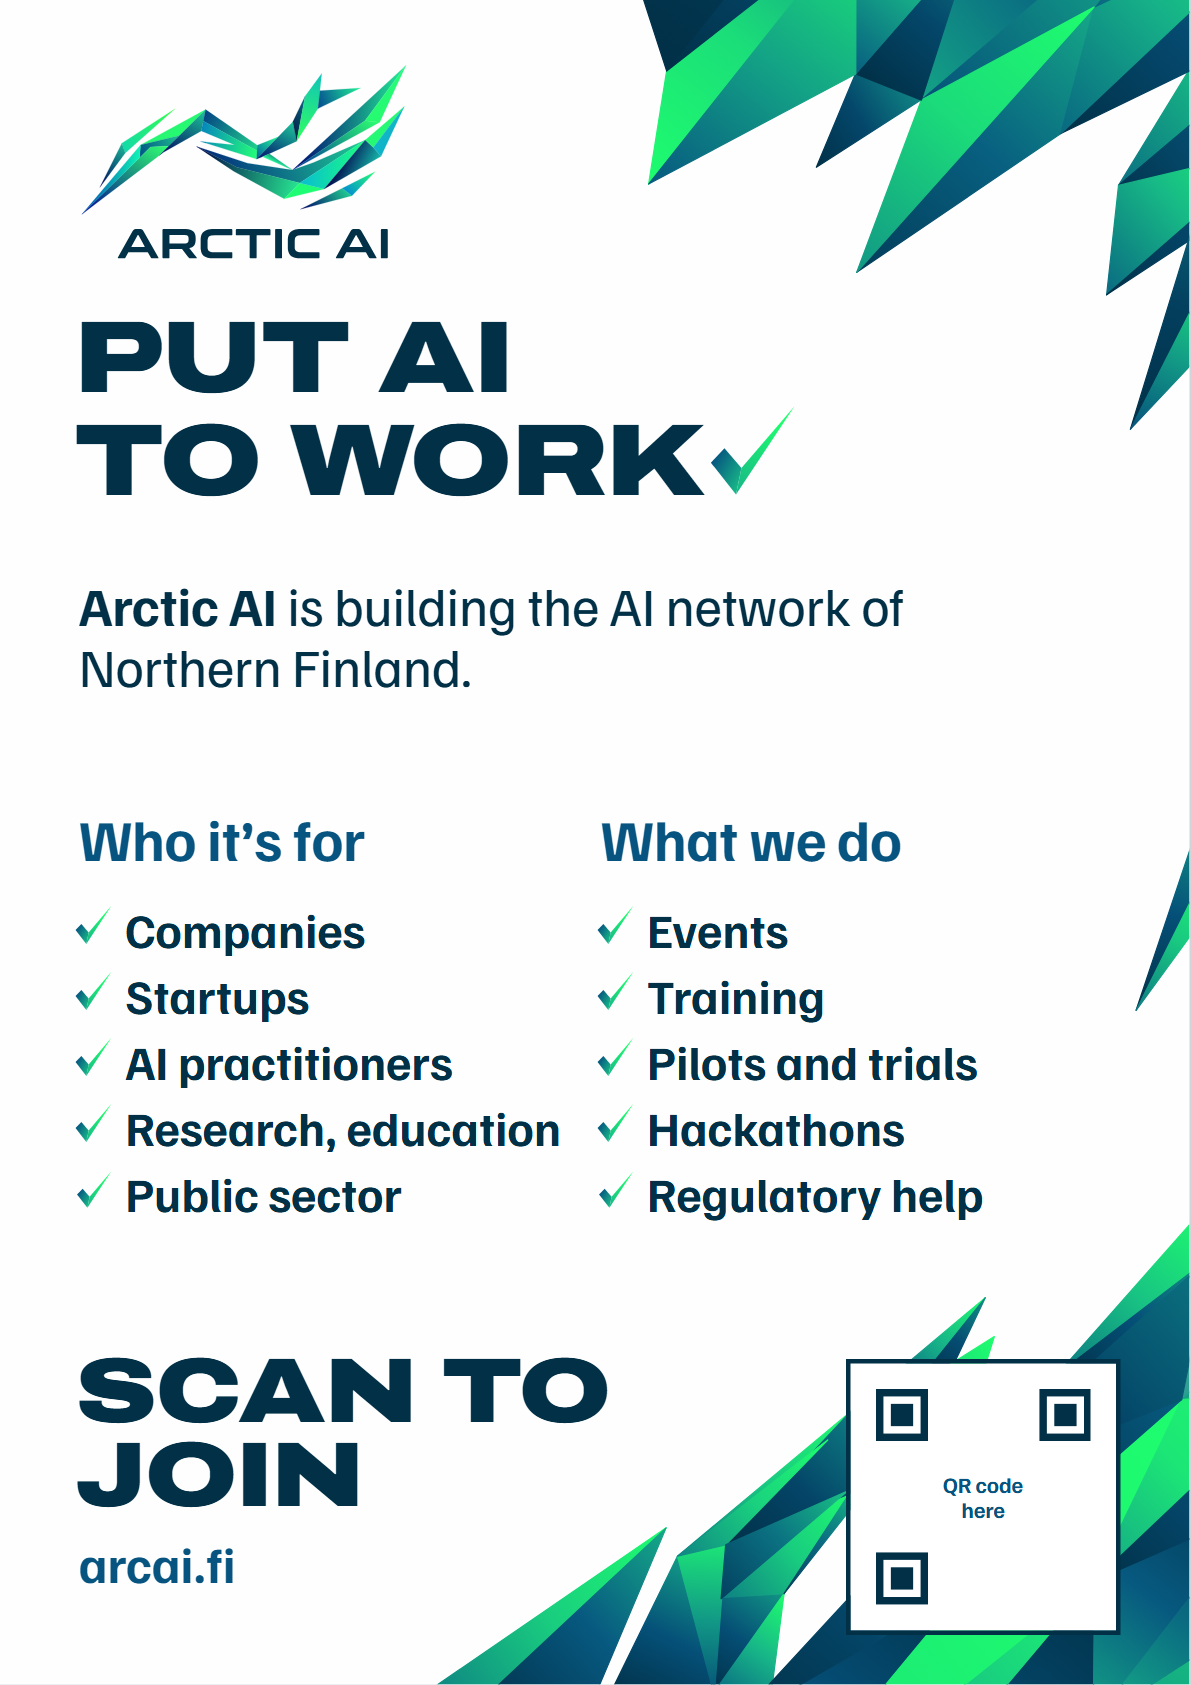 ARCTIC AI
PUT AI
TO WORK
Arctic AI is building the AI network of
Northern Finland.
Who it’s for
Companies
Startups
AI practitioners
Research, education
Public sector
What we do
Events
Training
Pilots and trials
Hackathons
Regulatory help
SCAN TO
JOIN
arcai.fi
QR code
here